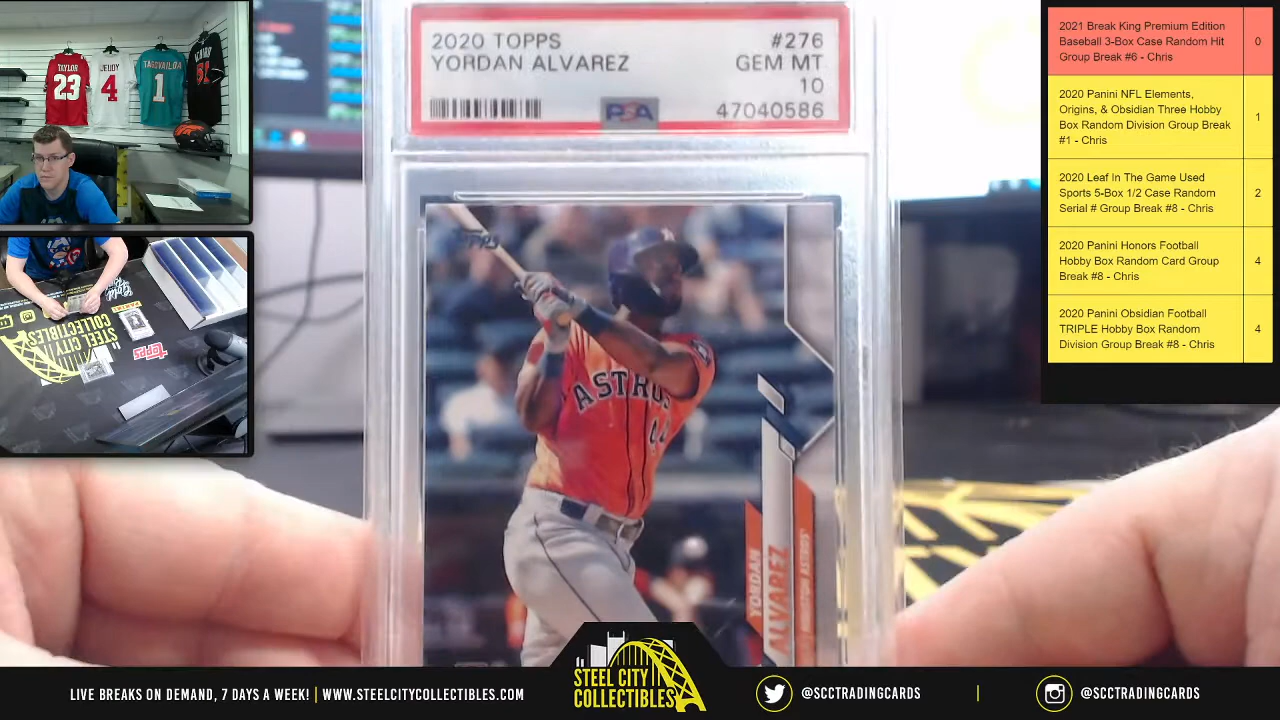 2020 TOPPS #276
YORDAN ALVAREZ GEM MT
10
PSA 47040586
ASTROS
44
YORDAN
ALVAREZ
HOUSTON ASTROS
TAYLOR
23
JEUDY
4
TAGOVAILOA
1
STEEL CITY
COLLECTIBLES
Topps
PANINI
2021 Break King Premium Edition
Baseball 3-Box Case Random Hit
Group Break #6 - Chris
0
2020 Panini NFL Elements,
Origins, & Obsidian Three Hobby
Box Random Division Group Break
#1 - Chris
1
2020 Leaf In The Game Used
Sports 5-Box 1/2 Case Random
Serial # Group Break #8 - Chris
2
2020 Panini Honors Football
Hobby Box Random Card Group
Break #8 - Chris
4
2020 Panini Obsidian Football
TRIPLE Hobby Box Random
Division Group Break #8 - Chris
4
LIVE BREAKS ON DEMAND, 7 DAYS A WEEK! | WWW.STEELCITYCOLLECTIBLES.COM
STEEL CITY
COLLECTIBLES
@SCCTRADINGCARDS | @SCCTRADINGCARDS